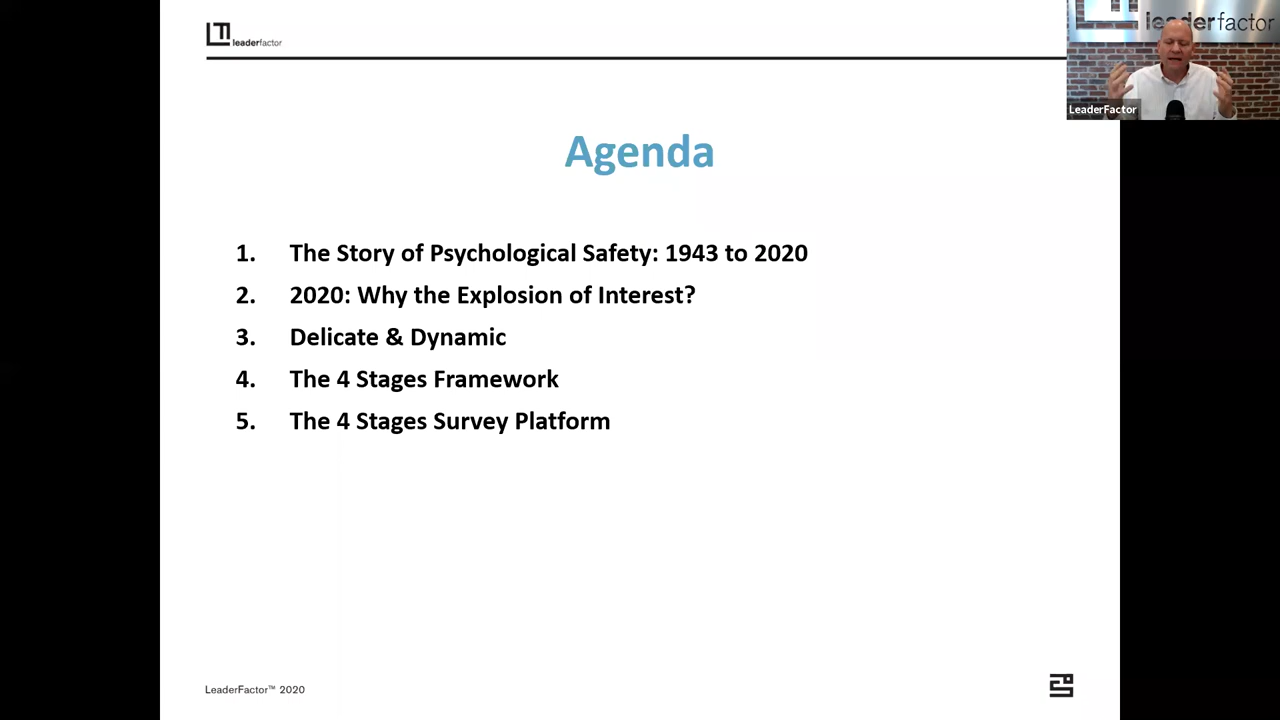 leaderfactor
leaderfactor
LeaderFactor
Agenda
1. The Story of Psychological Safety: 1943 to 2020
2. 2020: Why the Explosion of Interest?
3. Delicate & Dynamic
4. The 4 Stages Framework
5. The 4 Stages Survey Platform
LeaderFactor™ 2020